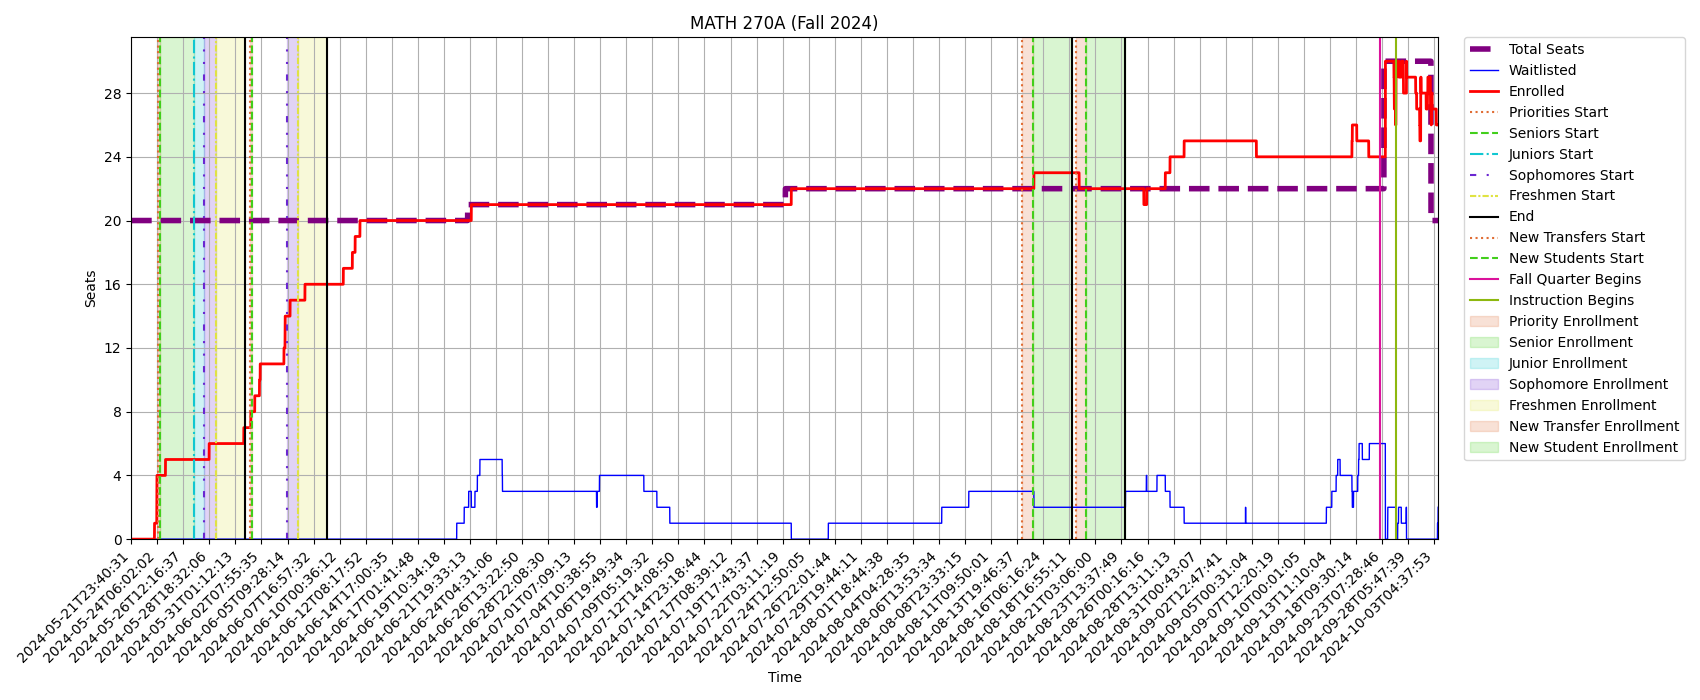 MATH 270A (Fall 2024)
Seats
28
24
20
16
12
8
4
0
2024-05-21T23:40:31
2024-05-24T06:02:02
2024-05-26T12:16:37
2024-05-28T18:32:06
2024-05-31T01:12:13
2024-06-02T07:55:35
2024-06-05T09:28:14
2024-06-07T16:57:32
2024-06-10T00:36:12
2024-06-12T08:17:52
2024-06-14T17:00:35
2024-06-17T01:41:48
2024-06-19T10:34:18
2024-06-21T19:33:13
2024-06-24T04:31:06
2024-06-26T13:22:50
2024-06-28T22:08:30
2024-07-01T07:09:13
2024-07-04T10:38:55
2024-07-06T19:49:34
2024-07-09T05:19:32
2024-07-12T14:08:50
2024-07-14T23:18:44
2024-07-17T08:39:12
2024-07-19T17:43:37
2024-07-22T03:11:19
2024-07-24T12:50:05
2024-07-26T22:01:44
2024-07-29T19:44:11
2024-08-01T18:44:38
2024-08-04T04:28:35
2024-08-06T13:53:34
2024-08-08T23:33:15
2024-08-11T09:50:01
2024-08-13T19:46:37
2024-08-16T06:16:24
2024-08-18T16:55:11
2024-08-21T03:06:00
2024-08-23T13:37:49
2024-08-26T00:16:16
2024-08-28T13:11:13
2024-08-31T00:43:07
2024-09-02T12:47:41
2024-09-05T00:31:04
2024-09-07T12:20:19
2024-09-10T00:01:05
2024-09-13T11:10:04
2024-09-18T09:30:14
2024-09-23T07:28:46
2024-09-28T05:47:39
2024-10-03T04:37:53
Time
Total Seats
Waitlisted
Enrolled
Priorities Start
Seniors Start
Juniors Start
Sophomores Start
Freshmen Start
End
New Transfers Start
New Students Start
Fall Quarter Begins
Instruction Begins
Priority Enrollment
Senior Enrollment
Junior Enrollment
Sophomore Enrollment
Freshmen Enrollment
New Transfer Enrollment
New Student Enrollment